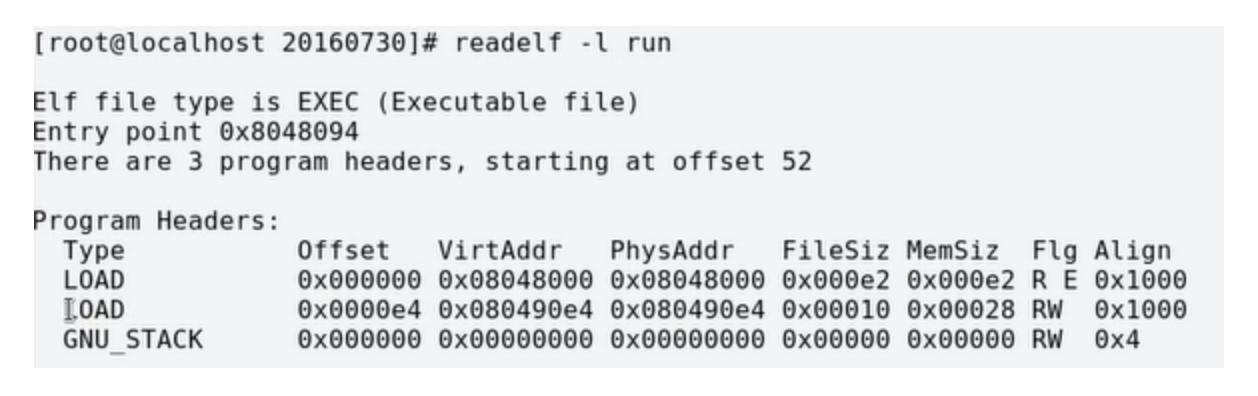 [root@localhost 20160730]# readelf -l run
Elf file type is EXEC (Executable file)
Entry point 0x8048094
There are 3 program headers, starting at offset 52
Program Headers:
  Type           Offset   VirtAddr   PhysAddr   FileSiz MemSiz  Flg Align
  LOAD           0x000000 0x08048000 0x08048000 0x000e2 0x000e2 R E 0x1000
  LOAD           0x0000e4 0x080490e4 0x080490e4 0x00010 0x00028 RW  0x1000
  GNU_STACK      0x000000 0x00000000 0x00000000 0x00000 0x00000 RW  0x4